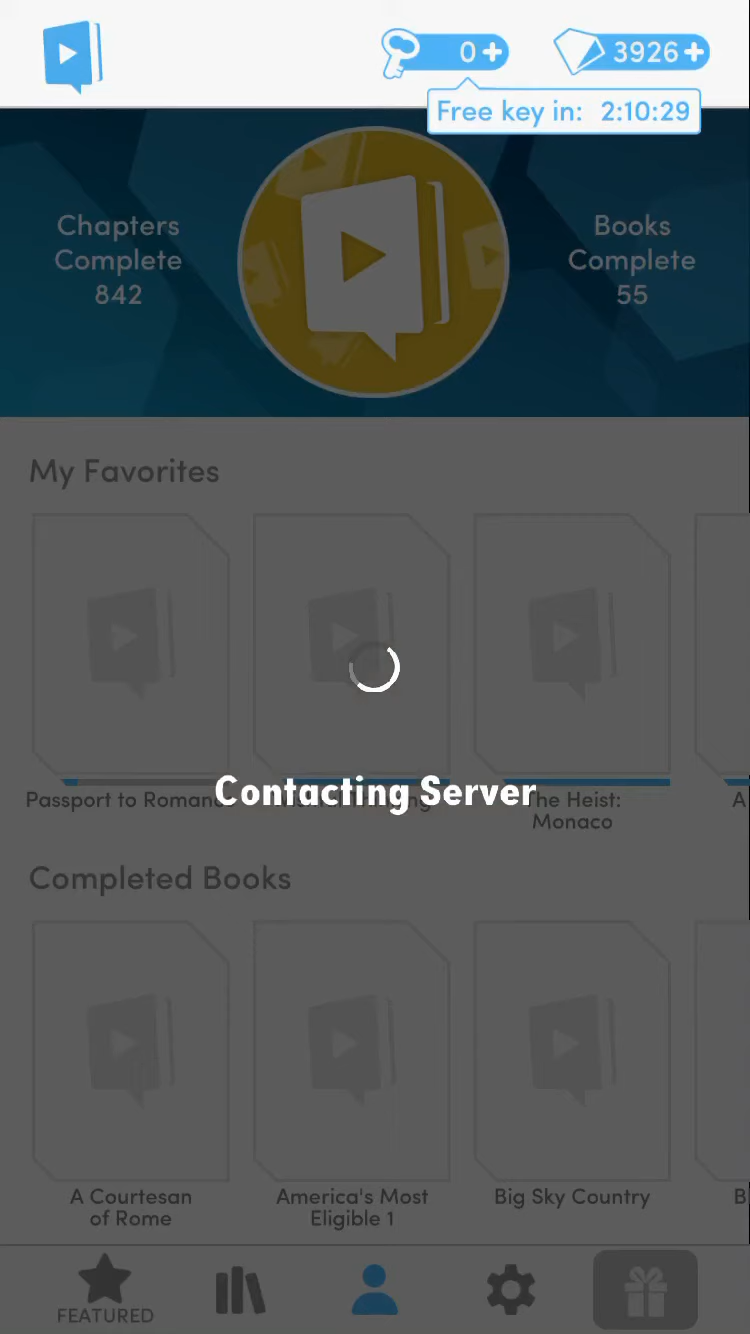 0
3926
Free key in: 2:10:29
Chapters
Complete
842
Books
Complete
55
My Favorites
Contacting Server
Passport to Romance
The Heist:
Monaco
A
Completed Books
A Courtesan
of Rome
America's Most
Eligible 1
Big Sky Country
B
FEATURED